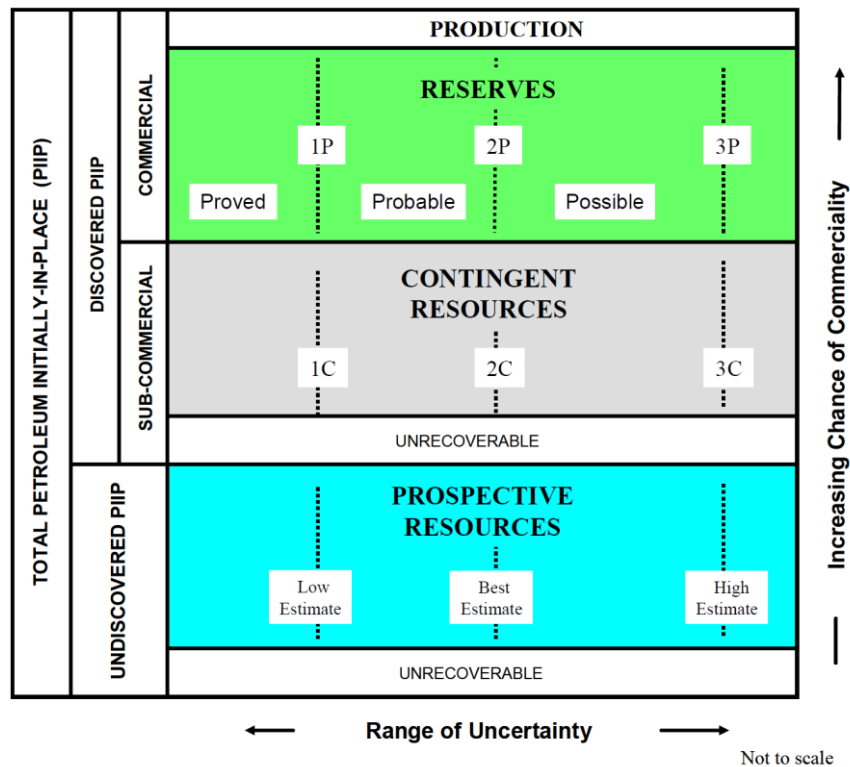 TOTAL PETROLEUM INITIALLY-IN-PLACE (PIIP)
DISCOVERED PIIP
UNDISCOVERED PIIP
COMMERCIAL
SUB-COMMERCIAL
PRODUCTION
RESERVES
1P
2P
3P
Proved
Probable
Possible
CONTINGENT
RESOURCES
1C
2C
3C
UNRECOVERABLE
PROSPECTIVE
RESOURCES
Low
Estimate
Best
Estimate
High
Estimate
UNRECOVERABLE
Increasing Chance of Commerciality
Range of Uncertainty
Not to scale